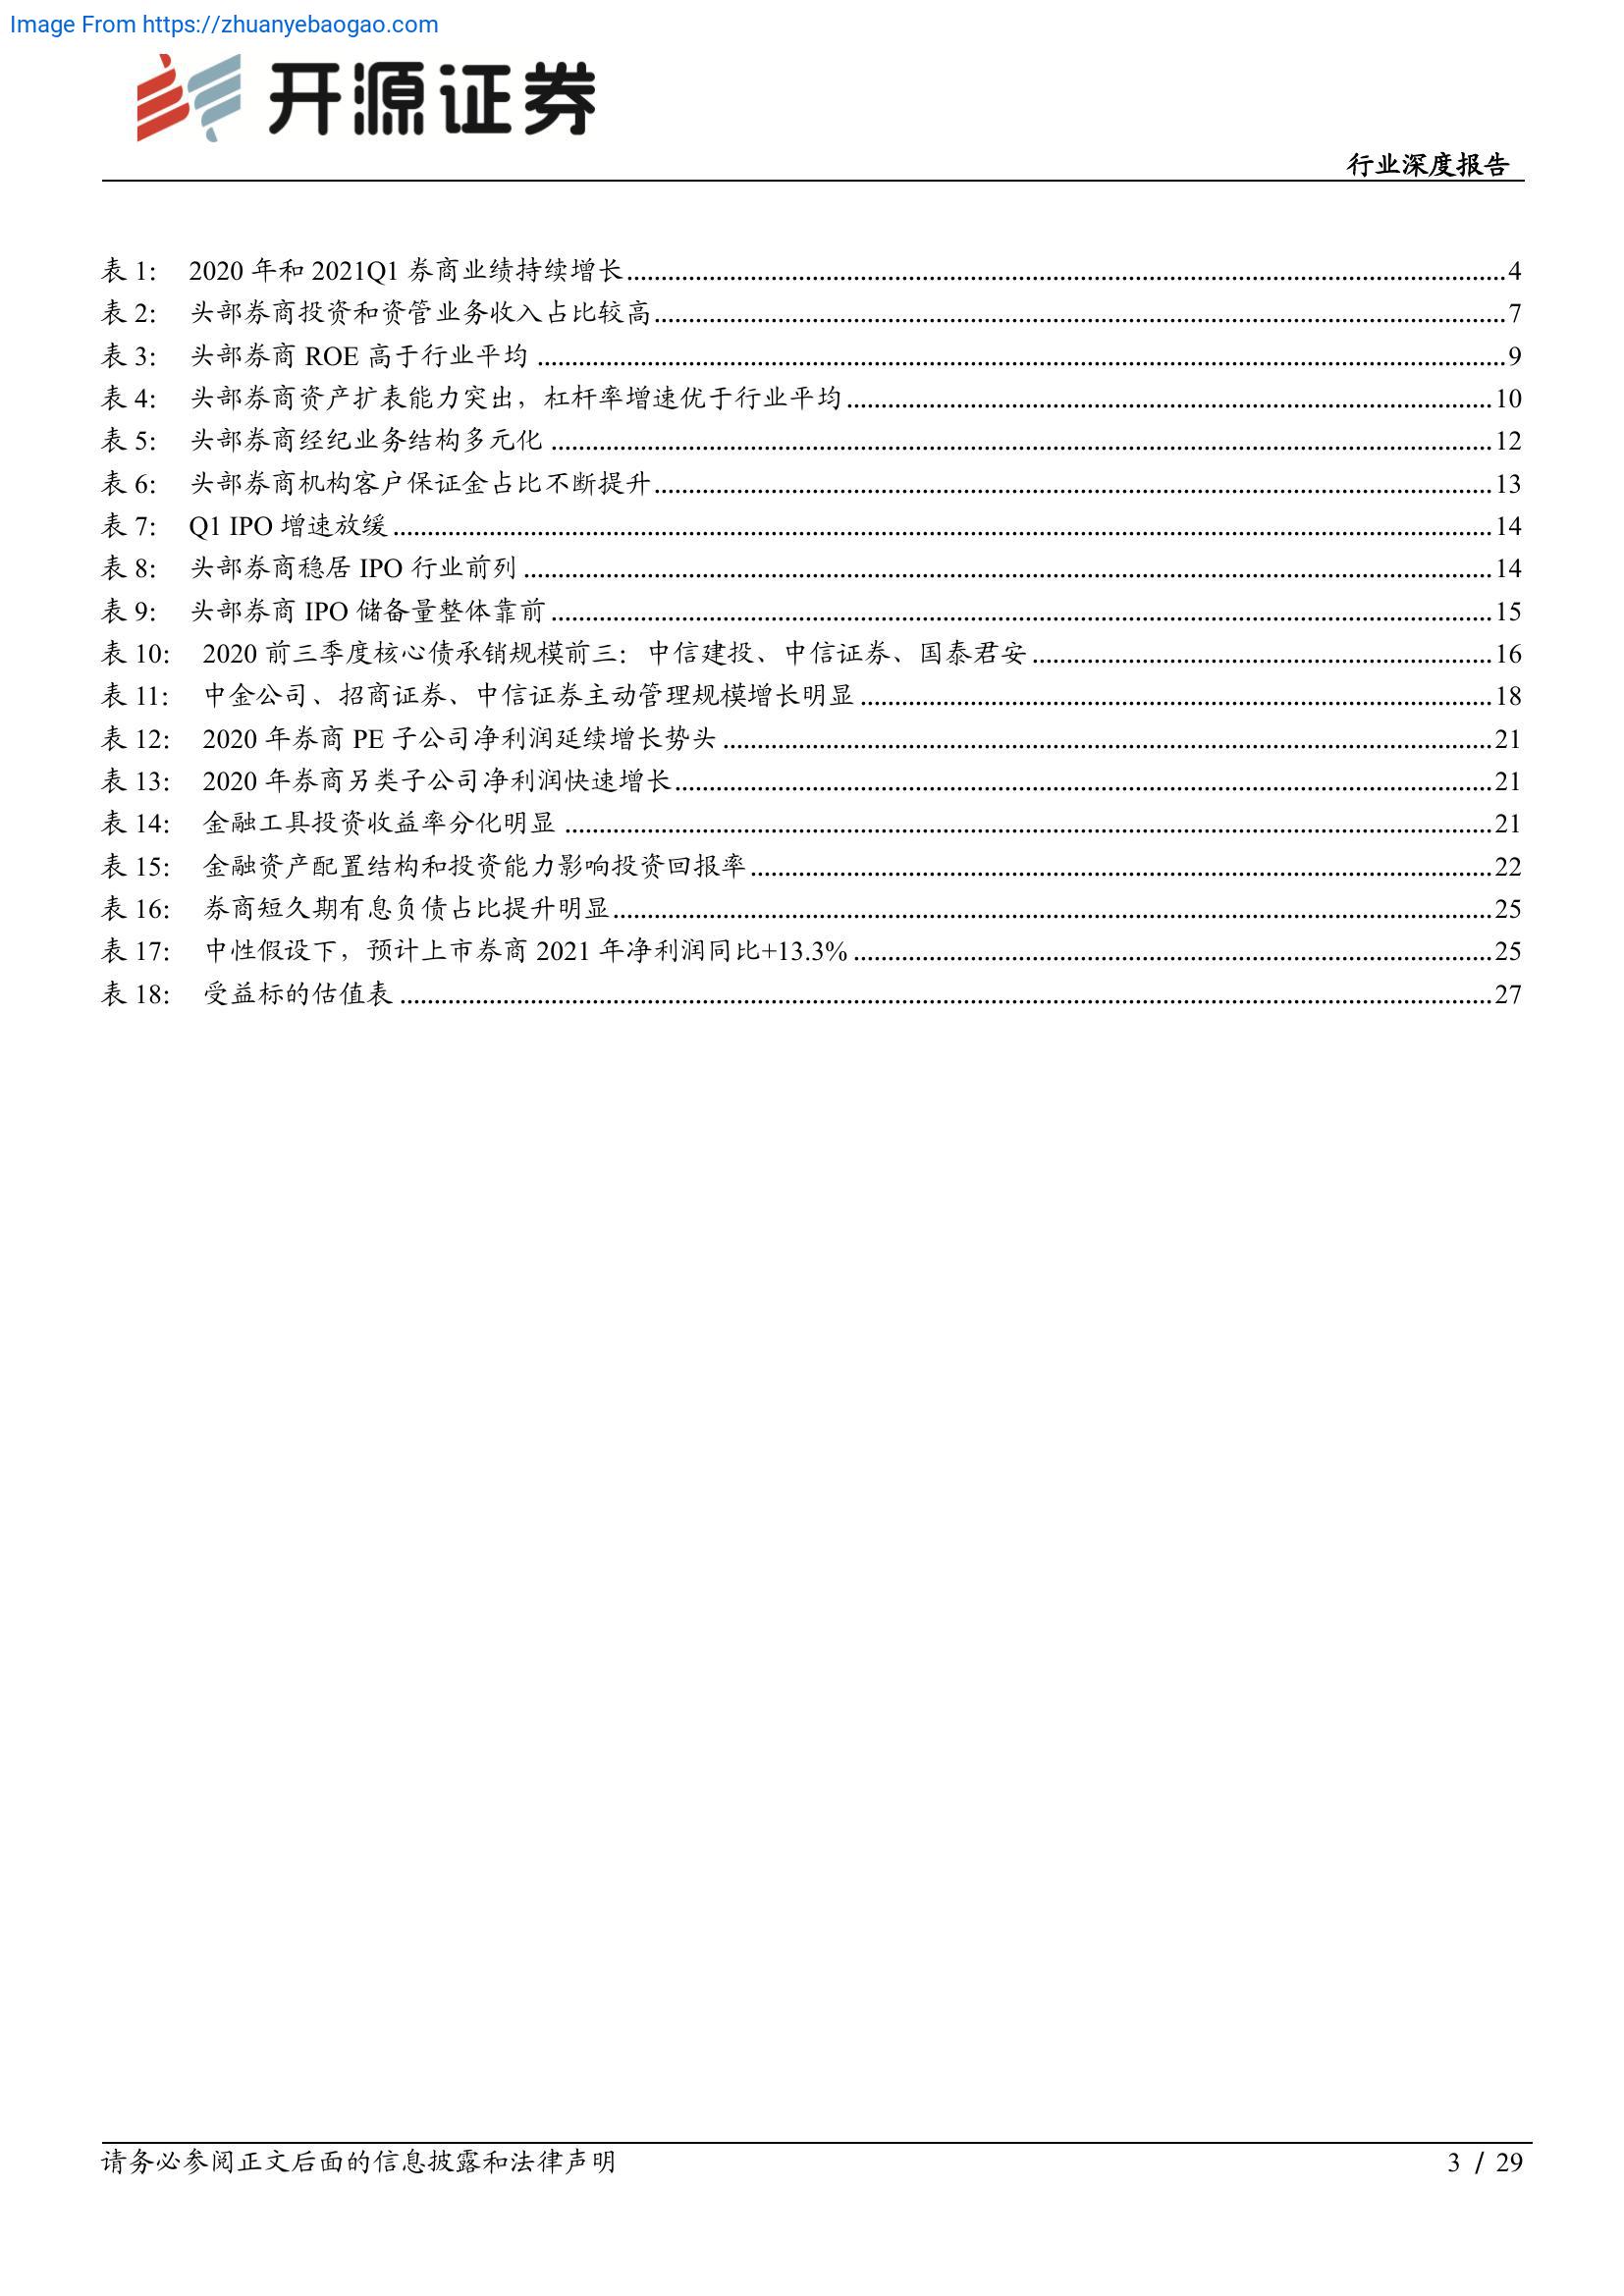 Image From https://zhuanyebaogao.com
开源证券
行业深度报告
表 1： 2020 年和 2021Q1 券商业绩持续增长 4
表 2： 头部券商投资和资管业务收入占比较高 7
表 3： 头部券商 ROE 高于行业平均 9
表 4： 头部券商资产扩表能力突出，杠杆率增速优于行业平均 10
表 5： 头部券商经纪业务结构多元化 12
表 6： 头部券商机构客户保证金占比不断提升 13
表 7： Q1 IPO 增速放缓 14
表 8： 头部券商稳居 IPO 行业前列 14
表 9： 头部券商 IPO 储备量整体靠前 15
表 10： 2020 前三季度核心债承销规模前三：中信建投、中信证券、国泰君安 16
表 11： 中金公司、招商证券、中信证券主动管理规模增长明显 18
表 12： 2020 年券商 PE 子公司净利润延续增长势头 21
表 13： 2020 年券商另类子公司净利润快速增长 21
表 14： 金融工具投资收益率分化明显 21
表 15： 金融资产配置结构和投资能力影响投资回报率 22
表 16： 券商短久期有息负债占比提升明显 25
表 17： 中性假设下，预计上市券商 2021 年净利润同比+13.3% 25
表 18： 受益标的估值表 27
请务必参阅正文后面的信息披露和法律声明 3 / 29